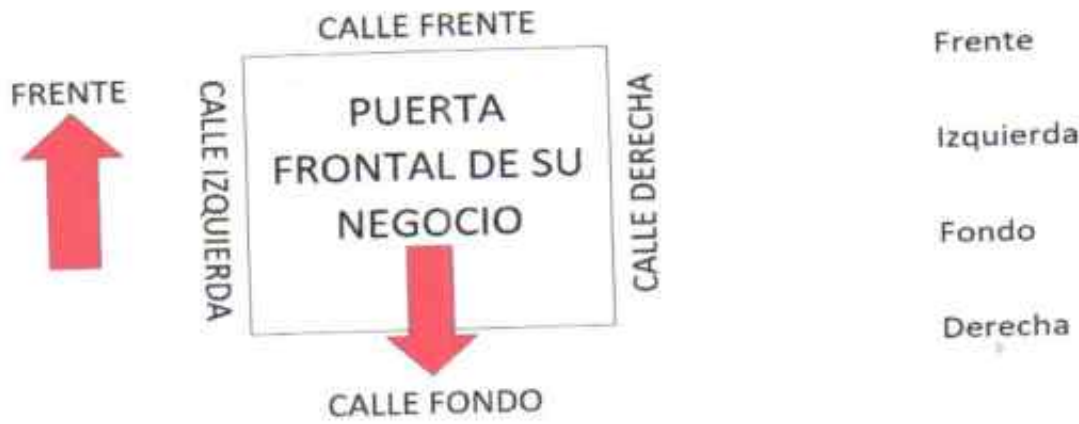 CALLE FRENTE
FRENTE
CALLE IZQUIERDA
PUERTA
FRONTAL DE SU
NEGOCIO
CALLE DERECHA
CALLE FONDO
Frente
Izquierda
Fondo
Derecha